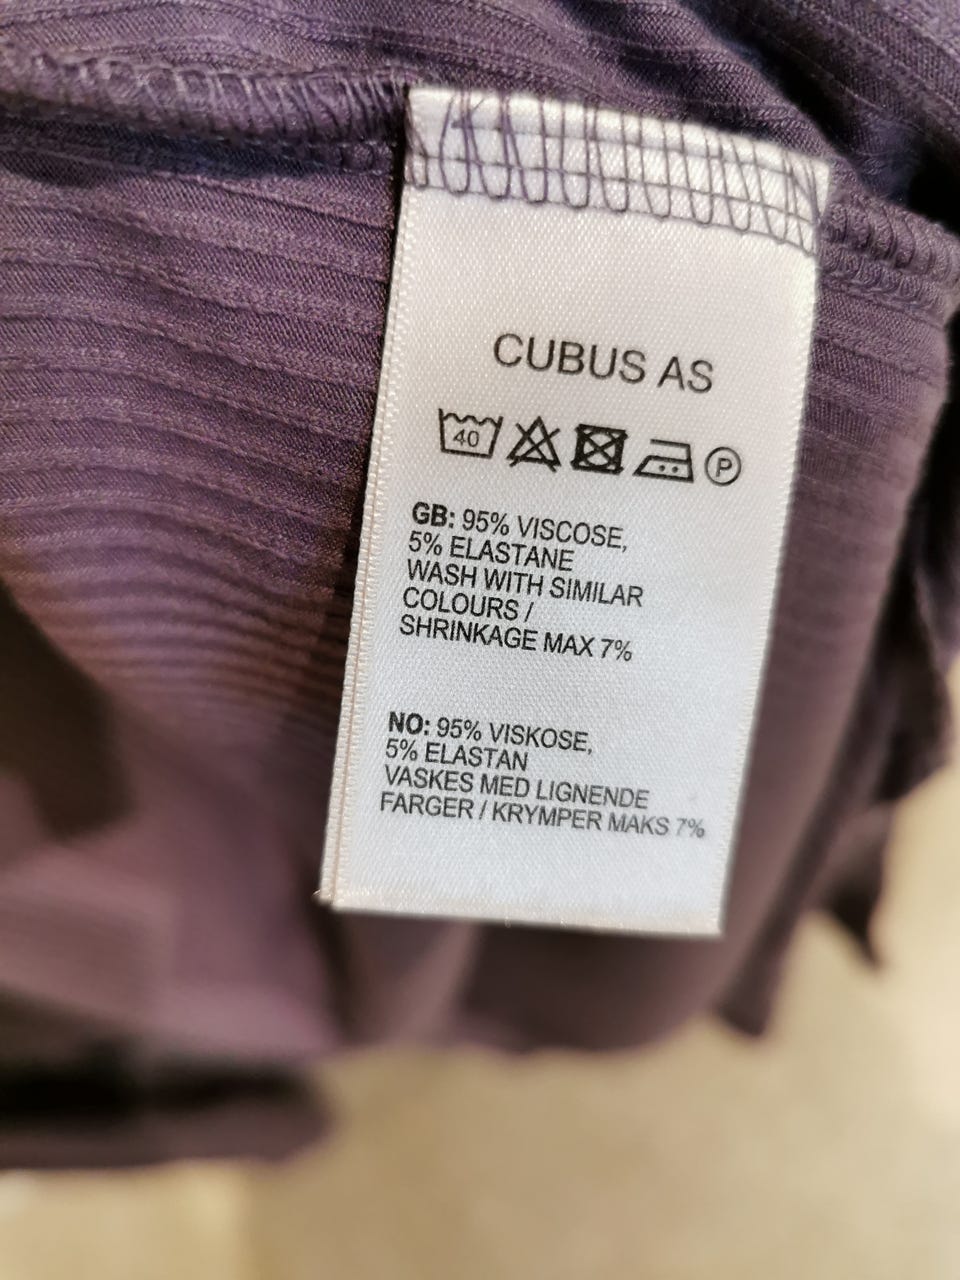 CUBUS AS
40 P
GB: 95% VISCOSE,
5% ELASTANE
WASH WITH SIMILAR
COLOURS /
SHRINKAGE MAX 7%
NO: 95% VISKOSE,
5% ELASTAN
VASKES MED LIGNENDE
FARGER / KRYMPER MAKS 7%